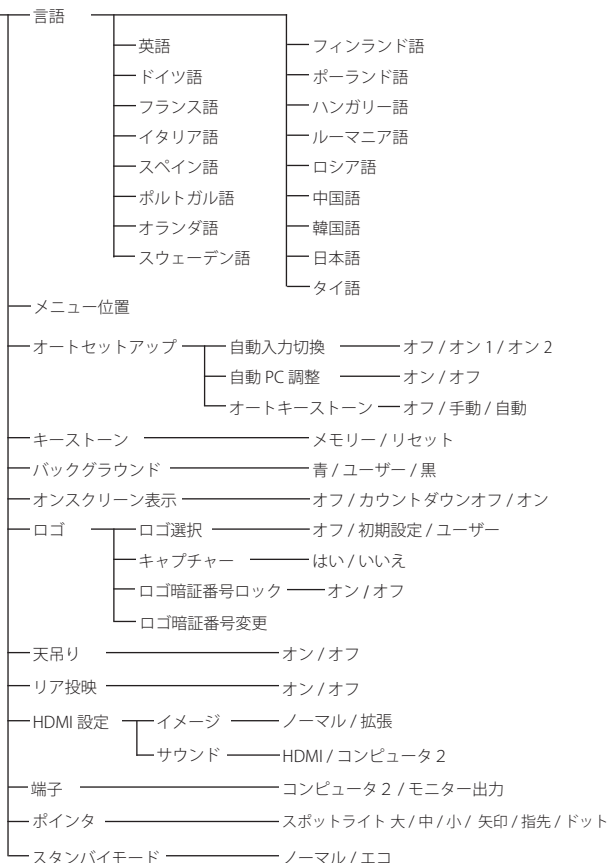 言語
英語 フィンランド語
ドイツ語 ポーランド語
フランス語 ハンガリー語
イタリア語 ルーマニア語
スペイン語 ロシア語
ポルトガル語 中国語
オランダ語 韓国語
スウェーデン語 日本語
タイ語
メニュー位置
オートセットアップ 自動入力切換 オフ / オン 1 / オン 2
自動 PC 調整 オン / オフ
オートキーストーン オフ / 手動 / 自動
キーストーン メモリー / リセット
バックグラウンド 青 / ユーザー / 黒
オンスクリーン表示 オフ / カウントダウンオフ / オン
ロゴ ロゴ選択 オフ / 初期設定 / ユーザー
キャプチャー はい / いいえ
ロゴ暗証番号ロック オン / オフ
ロゴ暗証番号変更
天吊り オン / オフ
リア投映 オン / オフ
HDMI 設定 イメージ ノーマル / 拡張
サウンド HDMI / コンピュータ 2
端子 コンピュータ 2 / モニター出力
ポインタ スポットライト 大 / 中 / 小 / 矢印 / 指先 / ドット
スタンバイモード ノーマル / エコ